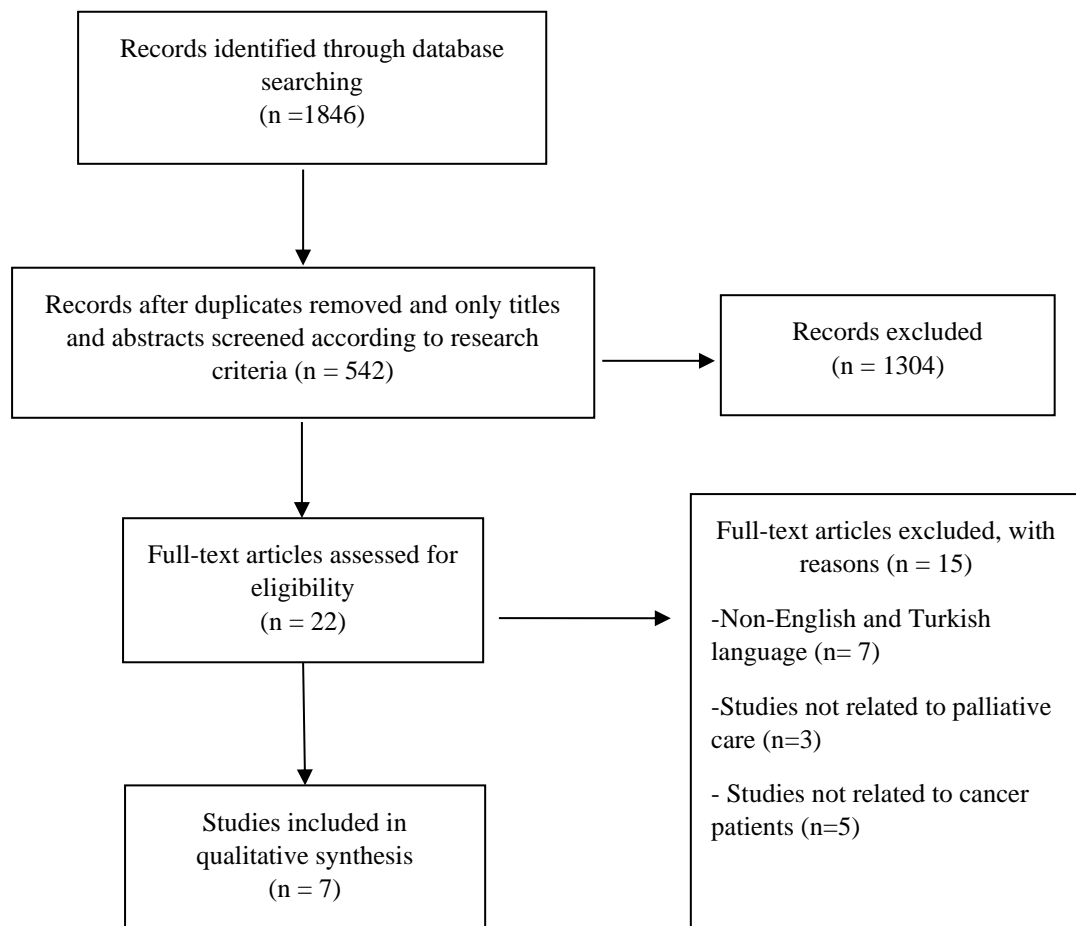 Records identified through database
searching
(n =1846)
Records after duplicates removed and only titles
and abstracts screened according to research
criteria (n = 542)
Records excluded
(n = 1304)
Full-text articles assessed for
eligibility
(n = 22)
Full-text articles excluded, with
reasons (n = 15)
-Non-English and Turkish
language (n= 7)
-Studies not related to palliative
care (n=3)
- Studies not related to cancer
patients (n=5)
Studies included in
qualitative synthesis
(n = 7)